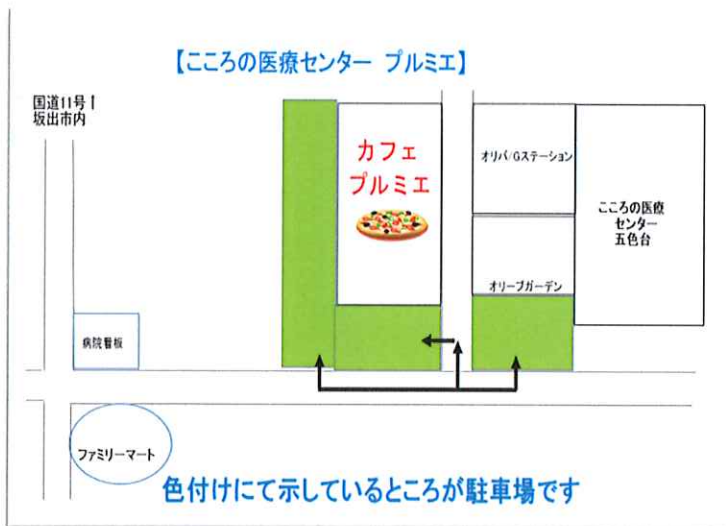 【こころの医療センター プルミエ】
国道11号↑
坂出市内
カフェ
プルミエ
オリバ/Gステーション
こころの医療
センター
五色台
オリーブガーデン
病院看板
ファミリーマート
色付けにて示しているところが駐車場です